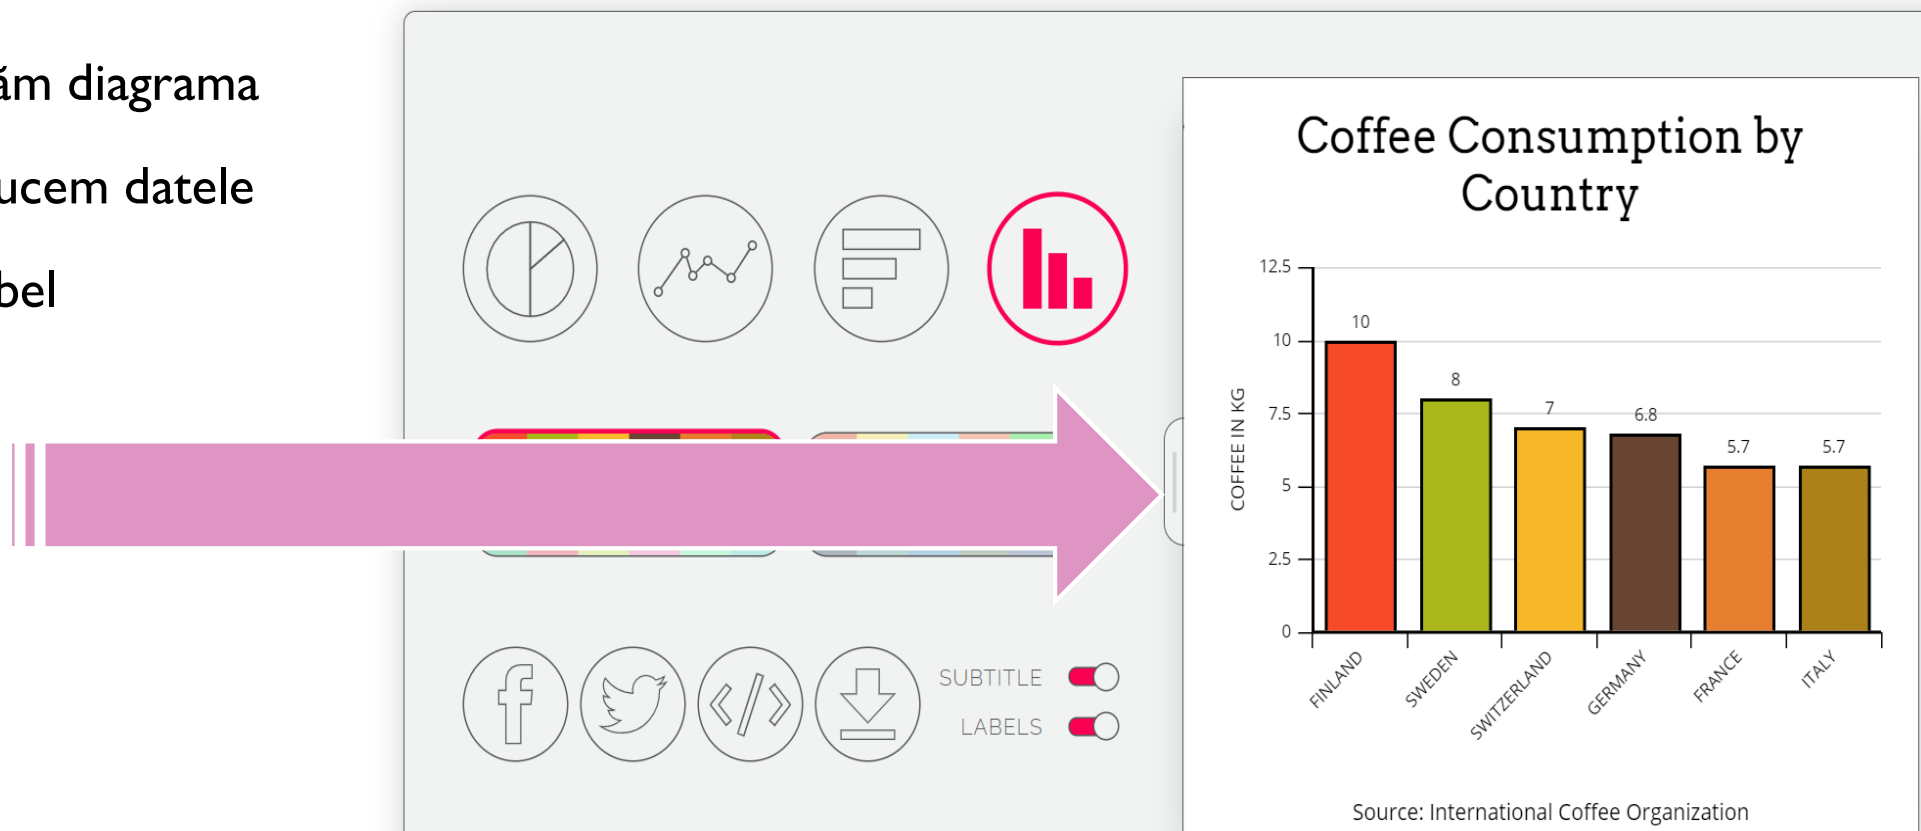 ăm diagrama
ucem datele
bel
Coffee Consumption by
Country
12.5
10
7.5
5
2.5
0
COFFEE IN KG
10
8
7
6.8
5.7
5.7
FINLAND
SWEDEN
SWITZERLAND
GERMANY
FRANCE
ITALY
SUBTITLE
LABELS
Source: International Coffee Organization